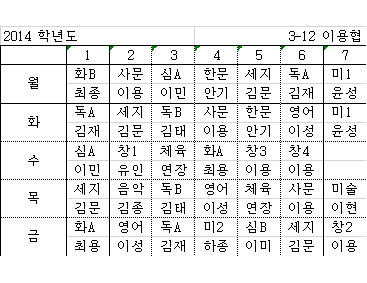 2014 학년도 3-12 이용협
1 2 3 4 5 6 7
월 화B 사문 심A 한문 세지 독A 미1
최종 이용 이민 안기 김문 김재 윤성
화 독A 세지 독B 사문 한문 영어 미1
김재 김문 김태 이용 안기 이성 윤성
수 심A 창1 체육 화A 창3 창4
이민 유인 연장 최용 이용 이용
목 세지 음악 독B 영어 체육 사문 미술
김문 김종 김태 이성 연장 이용 이현
금 화A 영어 독A 미2 심B 세지 창2
최용 이성 김재 하종 이미 김문 이용